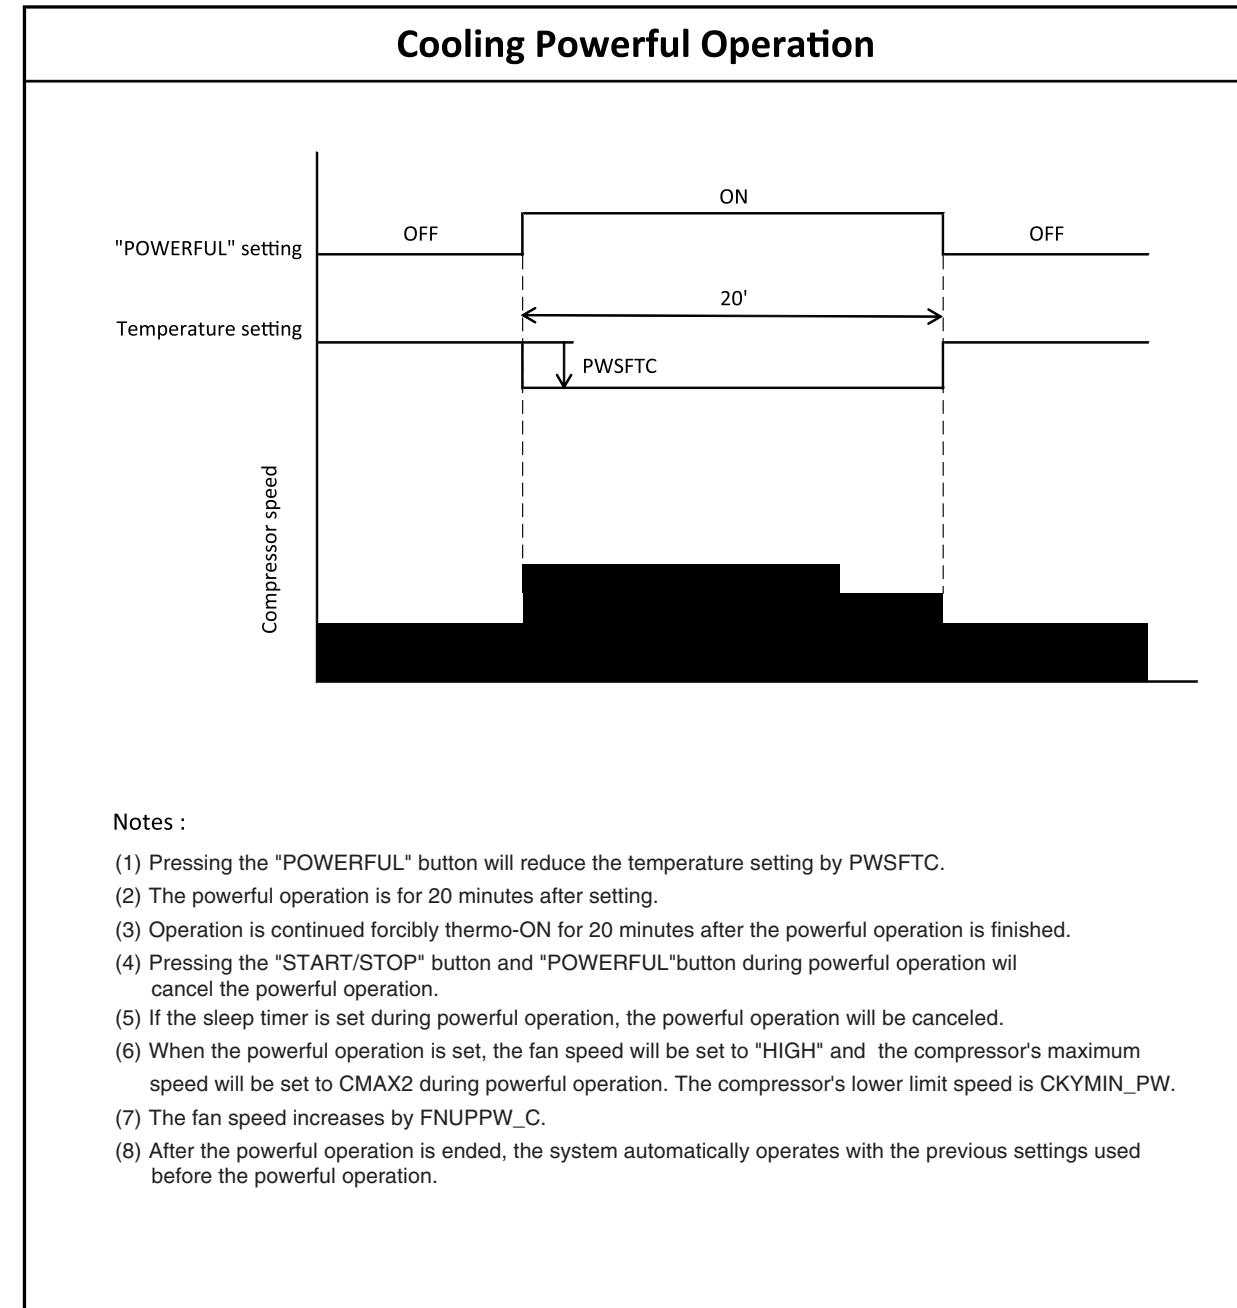 Cooling Powerful Operation
ON
OFF
OFF
"POWERFUL" setting
20'
Temperature setting
PWSFTC
Compressor speed
Notes :
(1) Pressing the "POWERFUL" button will reduce the temperature setting by PWSFTC.
(2) The powerful operation is for 20 minutes after setting.
(3) Operation is continued forcibly thermo-ON for 20 minutes after the powerful operation is finished.
(4) Pressing the "START/STOP" button and "POWERFUL"button during powerful operation wil
cancel the powerful operation.
(5) If the sleep timer is set during powerful operation, the powerful operation will be canceled.
(6) When the powerful operation is set, the fan speed will be set to "HIGH" and  the compressor's maximum
speed will be set to CMAX2 during powerful operation. The compressor's lower limit speed is CKYMIN_PW.
(7) The fan speed increases by FNUPPW_C.
(8) After the powerful operation is ended, the system automatically operates with the previous settings used
before the powerful operation.